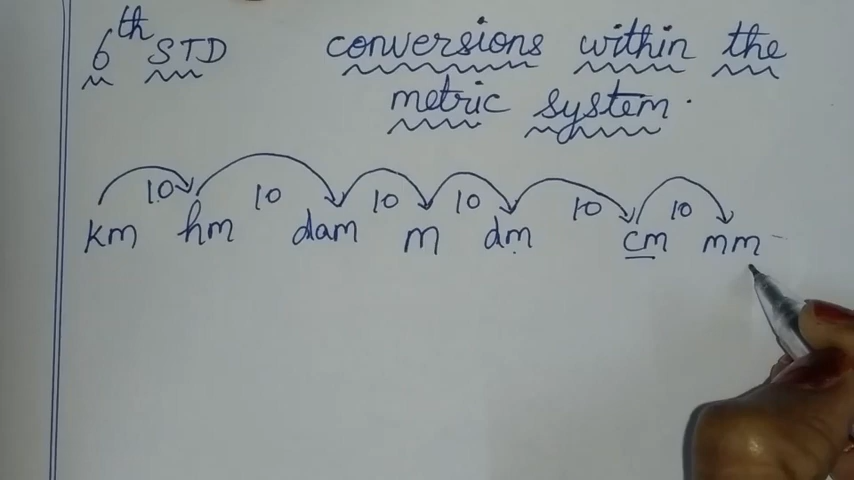 6th STD conversions within the
metric system.
10 10 10 10 10 10
km hm dam m dm cm mm